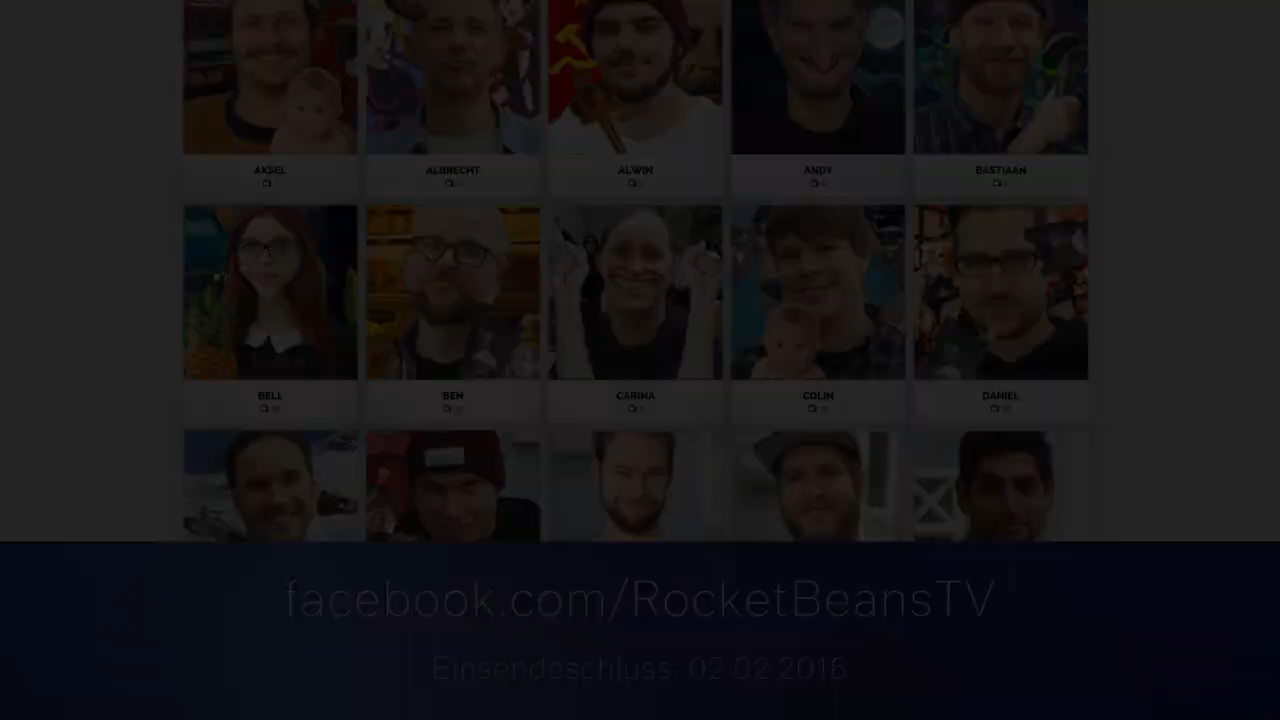 AKSEL
ALBRECHT
ALWIN
ANDY
BASTIAAN
BELL
BEN
CARINA
COLIN
DANIEL
facebook.com/RocketBeansTV
Einsendeschluss: 02.02.2016